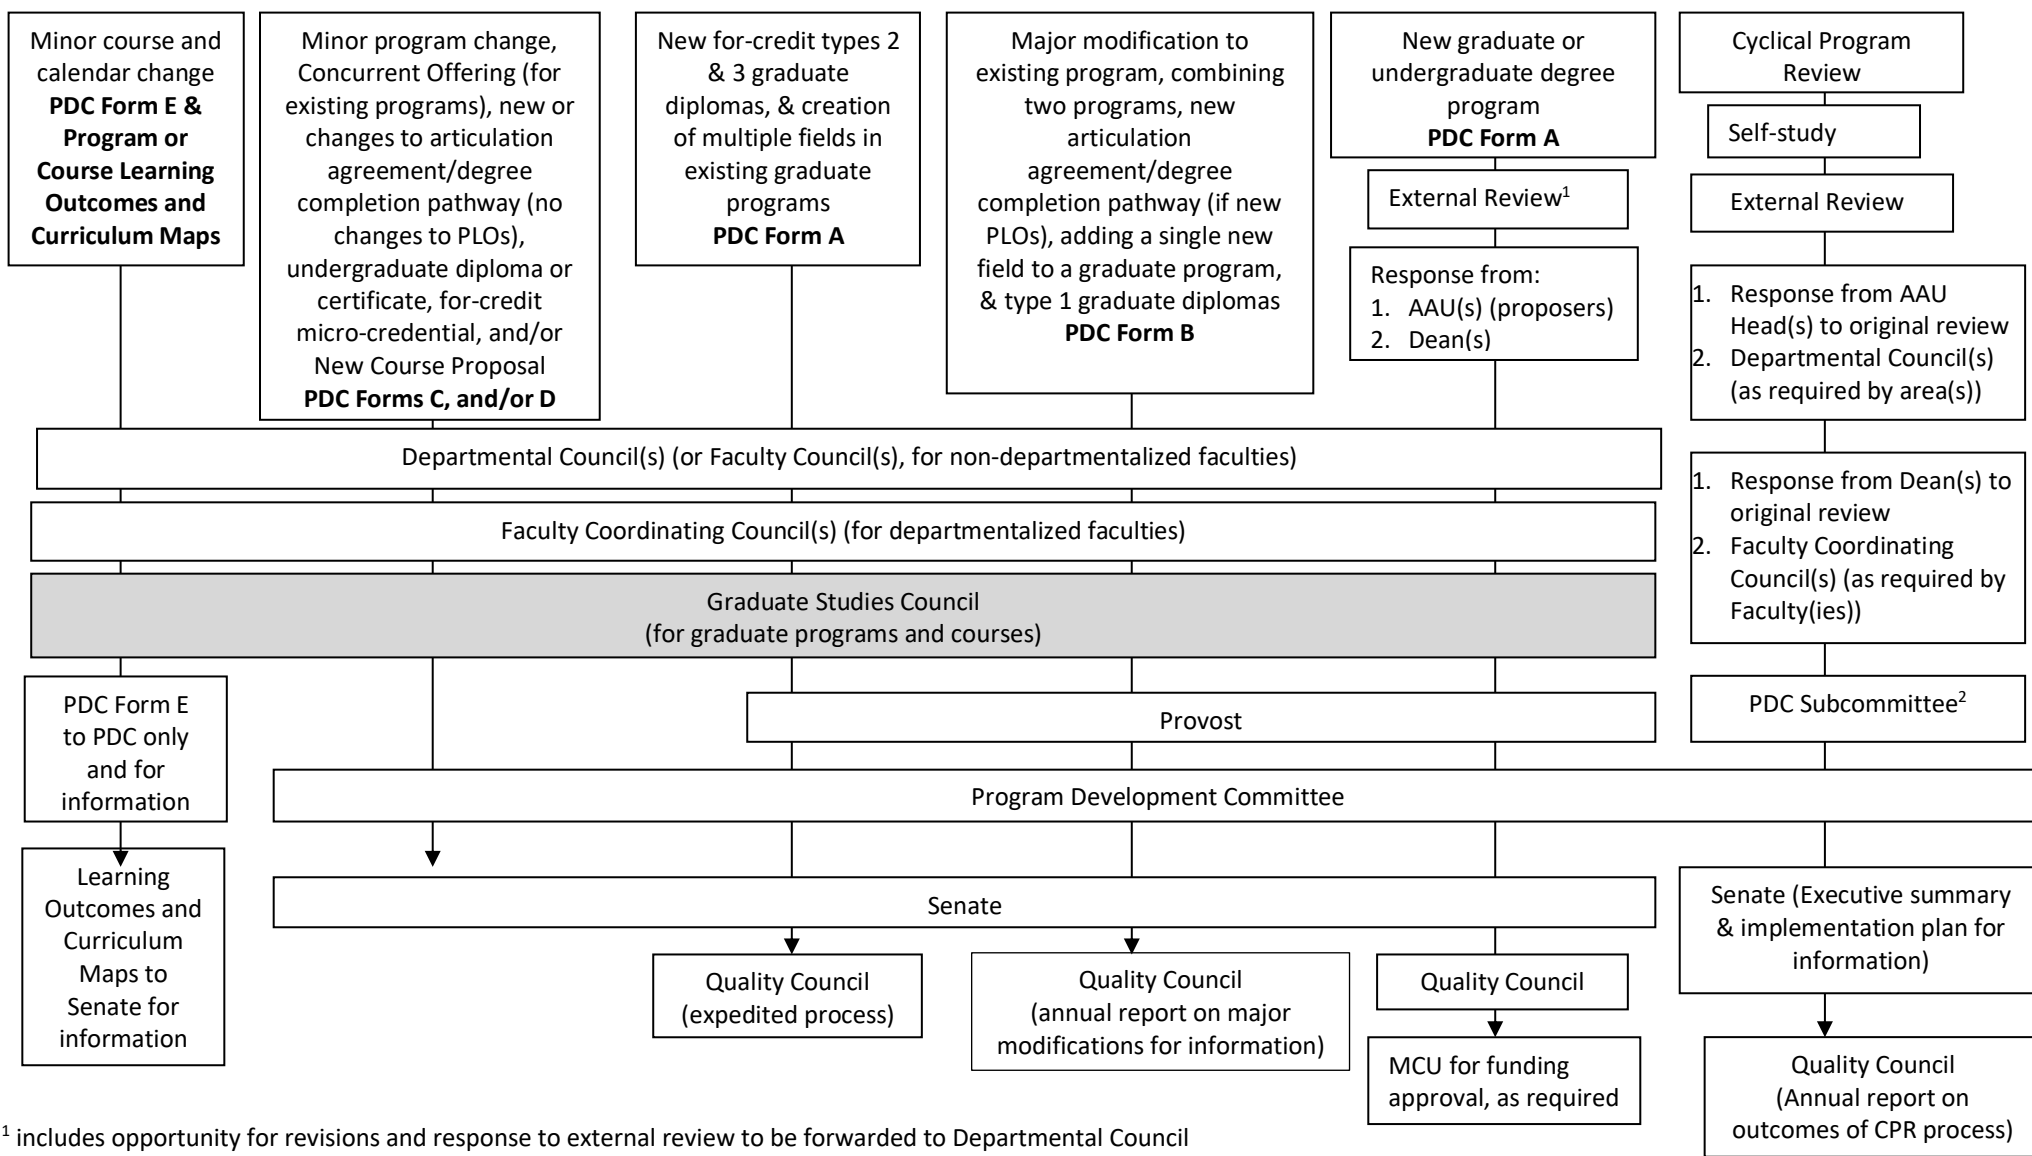 Minor course and
calendar change
PDC Form E &
Program or
Course Learning
Outcomes and
Curriculum Maps
Minor program change,
Concurrent Offering (for
existing programs), new or
changes to articulation
agreement/degree
completion pathway (no
changes to PLOs),
undergraduate diploma or
certificate, for-credit
micro-credential, and/or
New Course Proposal
PDC Forms C, and/or D
New for-credit types 2
& 3 graduate
diplomas, & creation
of multiple fields in
existing graduate
programs
PDC Form A
Major modification to
existing program, combining
two programs, new
articulation
agreement/degree
completion pathway (if new
PLOs), adding a single new
field to a graduate program,
& type 1 graduate diplomas
PDC Form B
New graduate or
undergraduate degree
program
PDC Form A
External Review1
Response from:
1. AAU(s) (proposers)
2. Dean(s)
Cyclical Program
Review
Self-study
External Review
1. Response from AAU
Head(s) to original review
2. Departmental Council(s)
(as required by area(s))
1. Response from Dean(s) to
original review
2. Faculty Coordinating
Council(s) (as required by
Faculty(ies))
PDC Subcommittee2
Departmental Council(s) (or Faculty Council(s), for non-departmentalized faculties)
Faculty Coordinating Council(s) (for departmentalized faculties)
Graduate Studies Council
(for graduate programs and courses)
PDC Form E
to PDC only
and for
information
Provost
Program Development Committee
Learning
Outcomes and
Curriculum
Maps to
Senate for
information
Senate
Senate (Executive summary
& implementation plan for
information)
Quality Council
(expedited process)
Quality Council
(annual report on major
modifications for information)
Quality Council
MCU for funding
approval, as required
Quality Council
(Annual report on
outcomes of CPR process)
1 includes opportunity for revisions and response to external review to be forwarded to Departmental Council